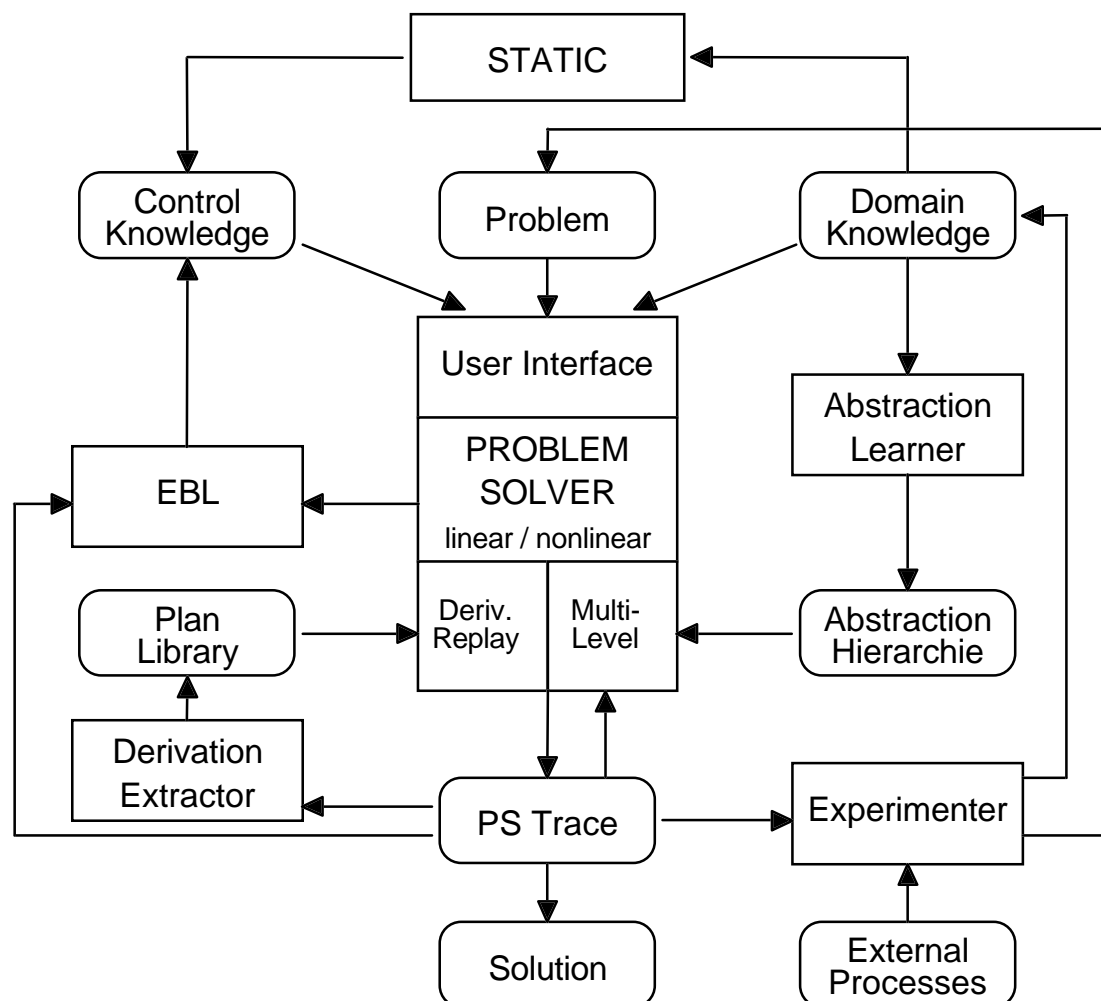 STATIC
Control
Knowledge
Problem
Domain
Knowledge
User Interface
Abstraction
Learner
PROBLEM
SOLVER
linear / nonlinear
EBL
Plan
Library
Deriv.
Replay
Multi-
Level
Abstraction
Hierarchie
Derivation
Extractor
PS Trace
Experimenter
Solution
External
Processes